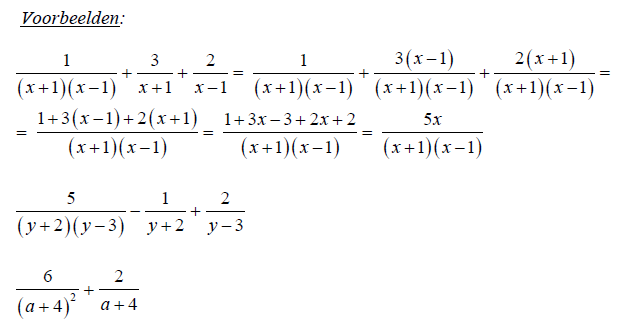 Voorbeelden:
1/((x+1)(x−1)) + 3/(x+1) + 2/(x−1) = 1/((x+1)(x−1)) + 3(x−1)/((x+1)(x−1)) + 2(x+1)/((x+1)(x−1)) =
= (1+3(x−1)+2(x+1))/((x+1)(x−1)) = (1+3x−3+2x+2)/((x+1)(x−1)) = 5x/((x+1)(x−1))
5/((y+2)(y−3)) − 1/(y+2) + 2/(y−3)
6/(a+4)² + 2/(a+4)